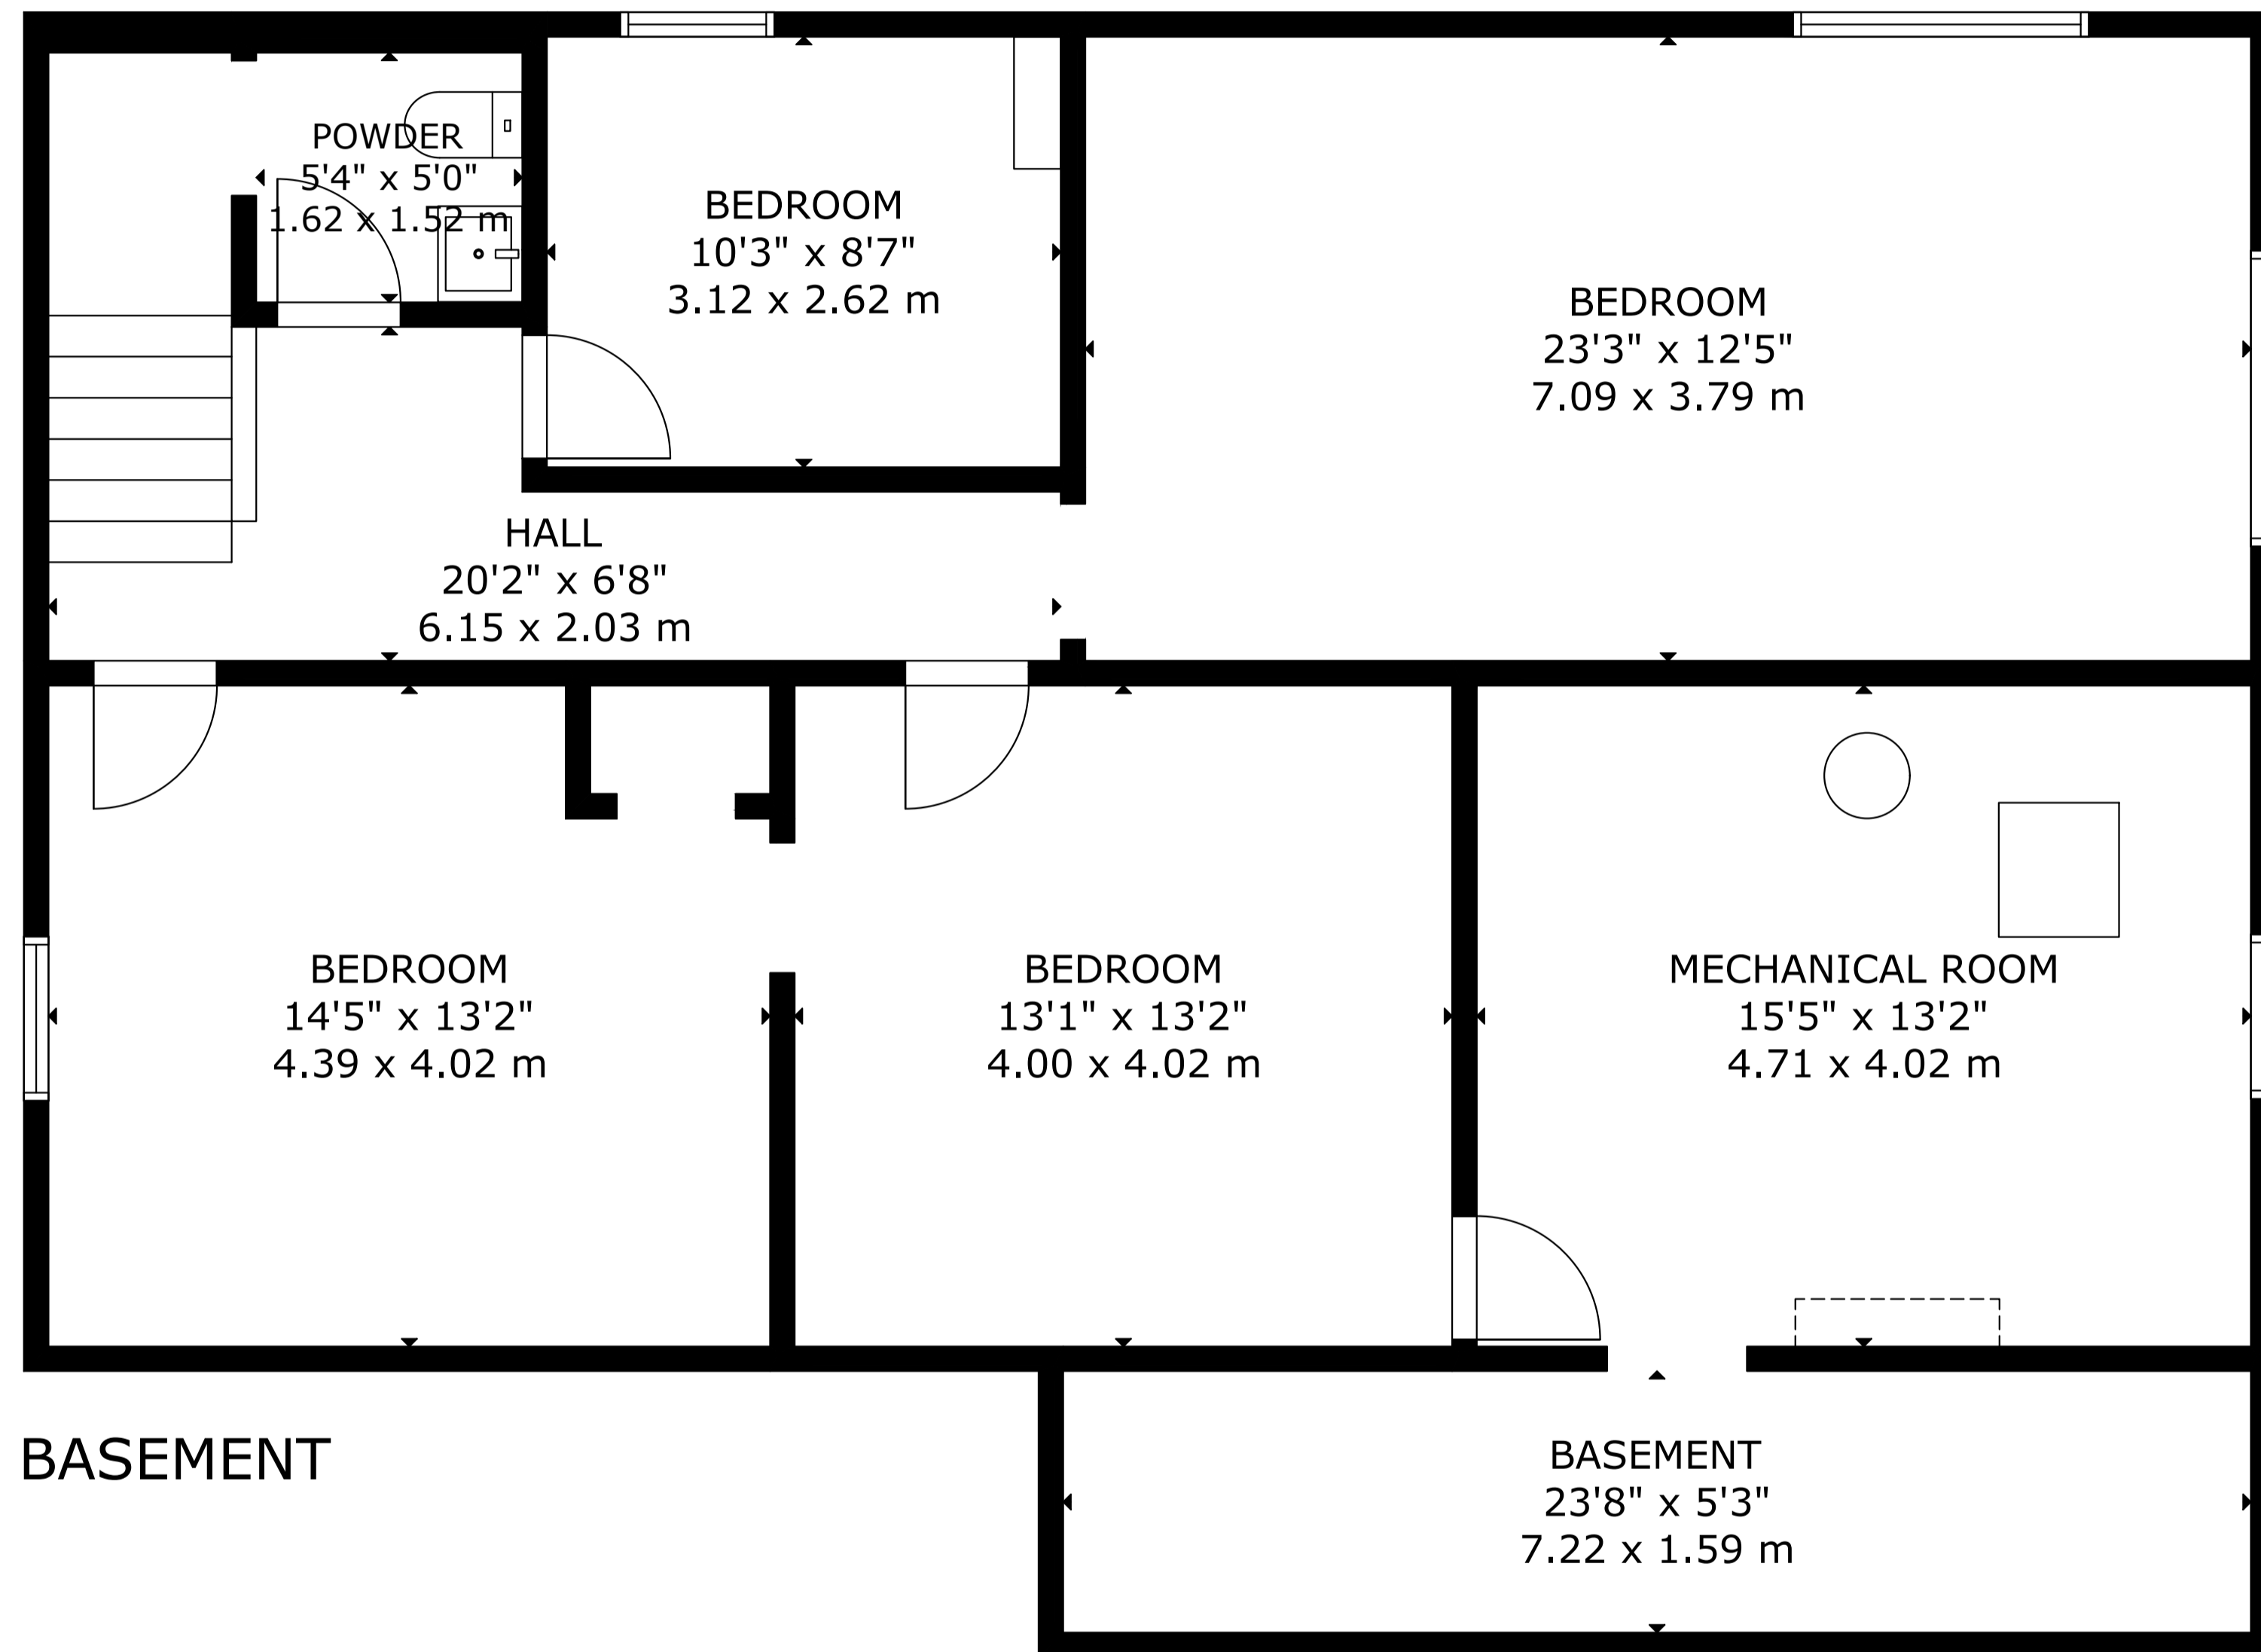 POWDER
5'4" x 5'0"
1.62 x 1.52 m
BEDROOM
10'3" x 8'7"
3.12 x 2.62 m
BEDROOM
23'3" x 12'5"
7.09 x 3.79 m
HALL
20'2" x 6'8"
6.15 x 2.03 m
BEDROOM
14'5" x 13'2"
4.39 x 4.02 m
BEDROOM
13'1" x 13'2"
4.00 x 4.02 m
MECHANICAL ROOM
15'5" x 13'2"
4.71 x 4.02 m
BASEMENT
BASEMENT
23'8" x 5'3"
7.22 x 1.59 m